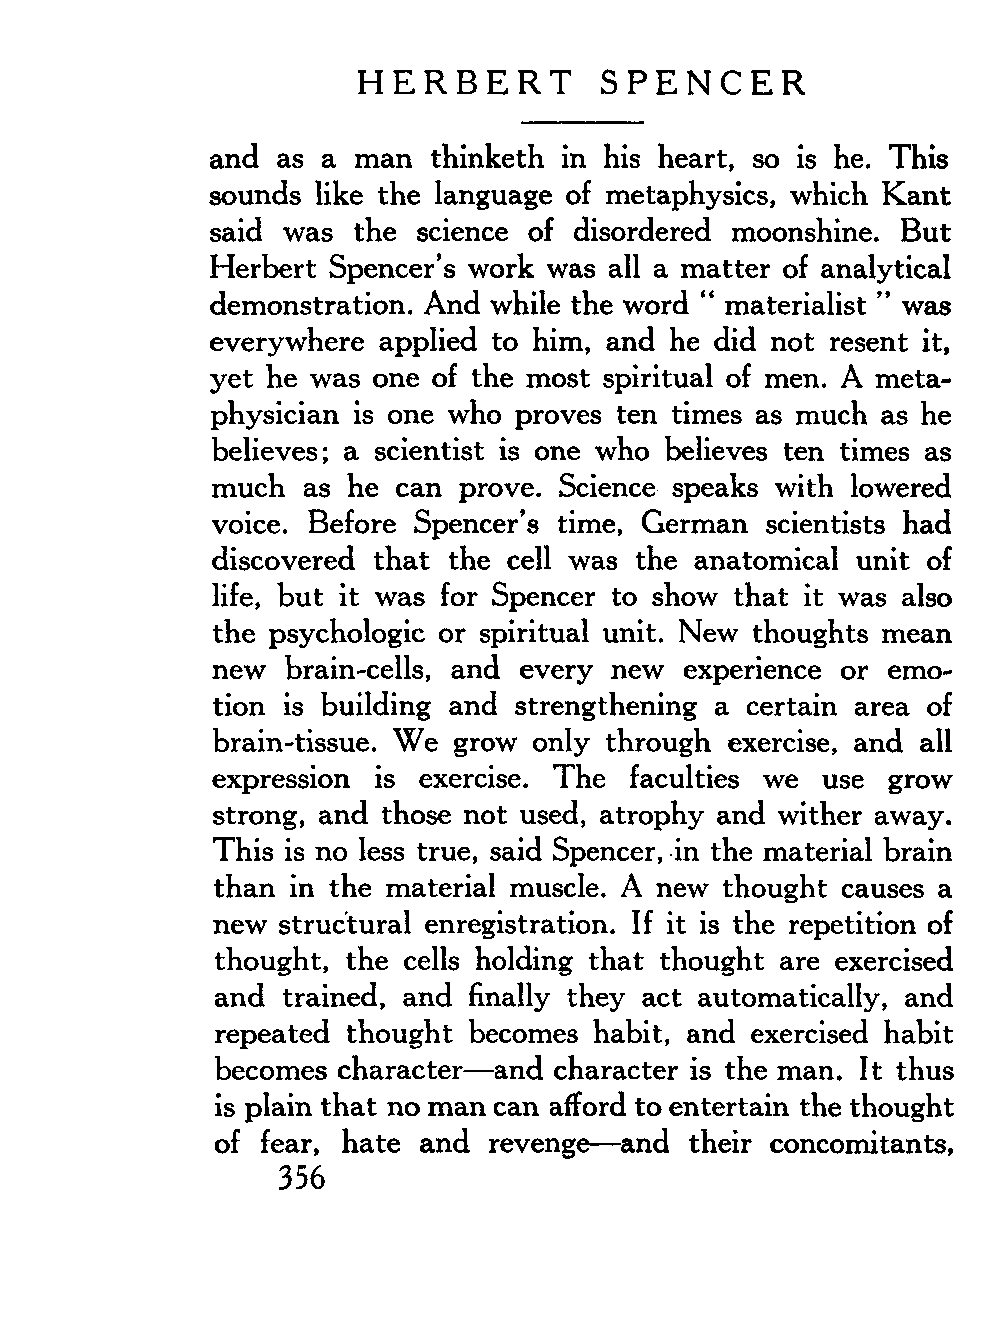 HERBERT SPENCER
and as a man thinketh in his heart, so is he. This
sounds like the language of metaphysics, which Kant
said was the science of disordered moonshine. But
Herbert Spencer's work was all a matter of analytical
demonstration. And while the word " materialist " was
everywhere applied to him, and he did not resent it,
yet he was one of the most spiritual of men. A meta-
physician is one who proves ten times as much as he
believes; a scientist is one who believes ten times as
much as he can prove. Science speaks with lowered
voice. Before Spencer's time, German scientists had
discovered that the cell was the anatomical unit of
life, but it was for Spencer to show that it was also
the psychologic or spiritual unit. New thoughts mean
new brain-cells, and every new experience or emo-
tion is building and strengthening a certain area of
brain-tissue. We grow only through exercise, and all
expression is exercise. The faculties we use grow
strong, and those not used, atrophy and wither away.
This is no less true, said Spencer, in the material brain
than in the material muscle. A new thought causes a
new structural enregistration. If it is the repetition of
thought, the cells holding that thought are exercised
and trained, and finally they act automatically, and
repeated thought becomes habit, and exercised habit
becomes character—and character is the man. It thus
is plain that no man can afford to entertain the thought
of fear, hate and revenge—and their concomitants,
356